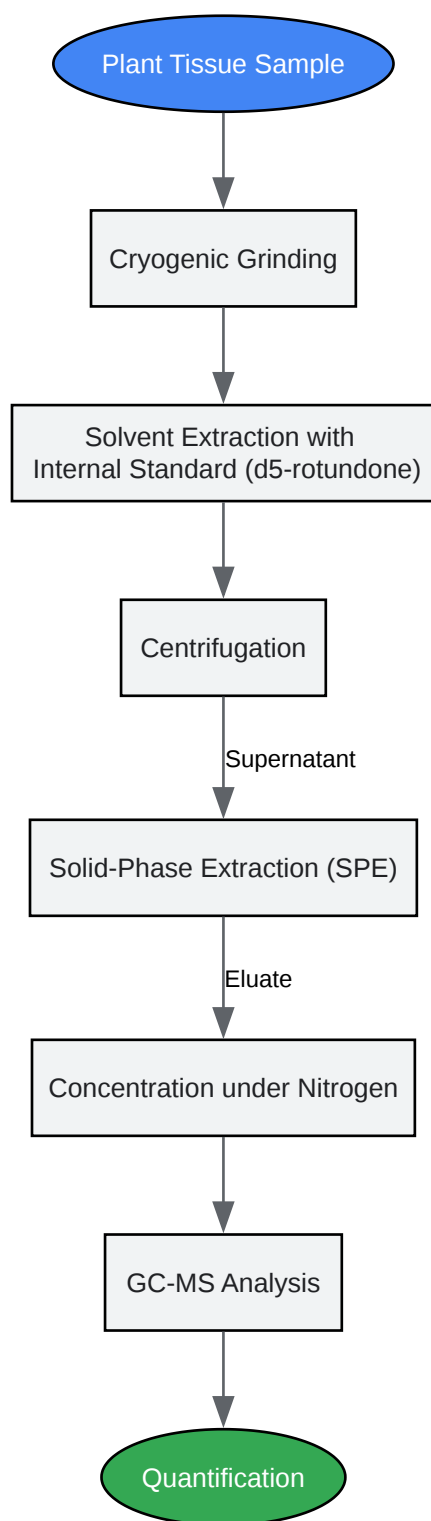 Plant Tissue Sample
Cryogenic Grinding
Solvent Extraction with
Internal Standard (d5-rotundone)
Centrifugation
Supernatant
Solid-Phase Extraction (SPE)
Eluate
Concentration under Nitrogen
GC-MS Analysis
Quantification